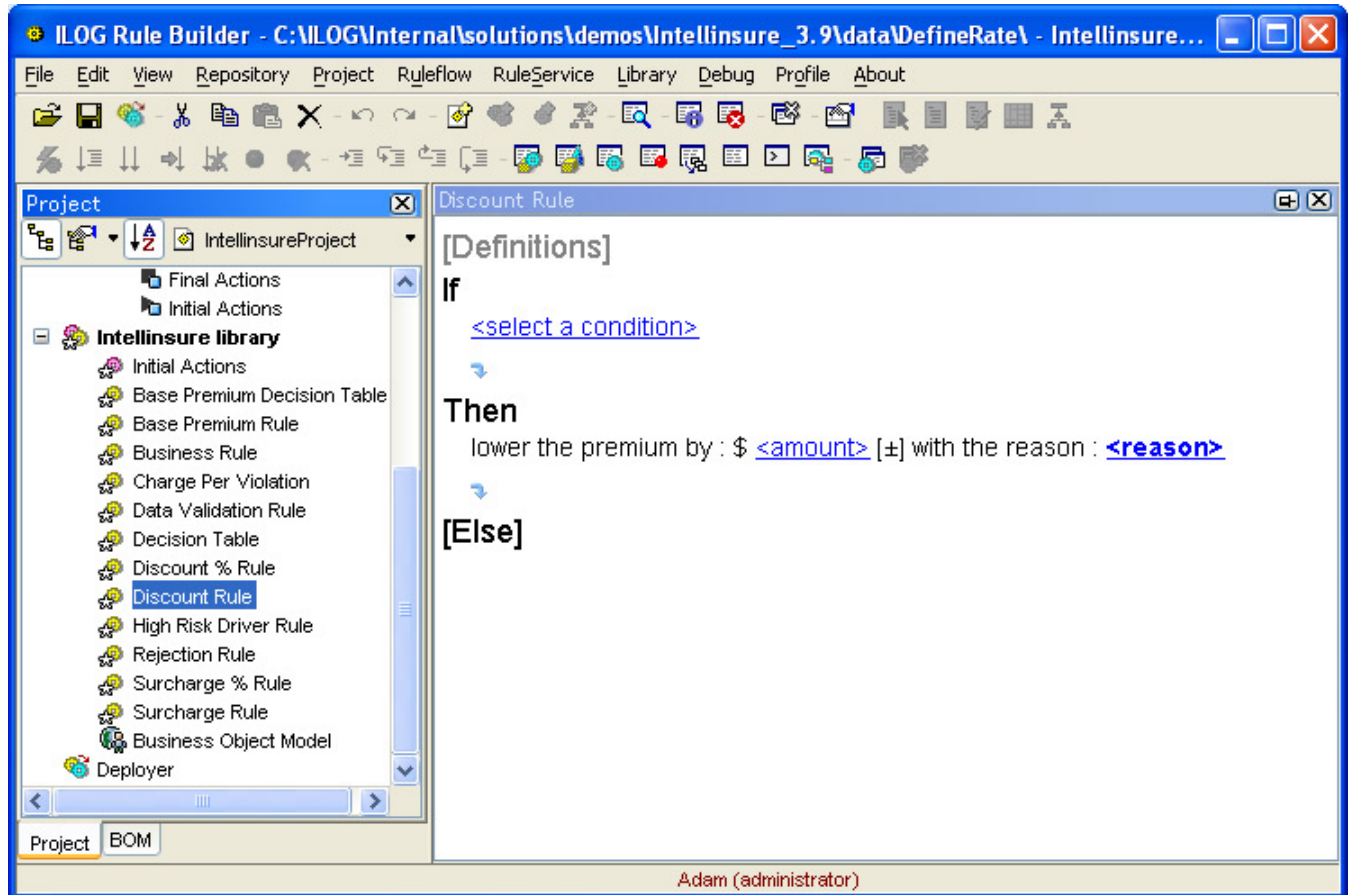 ILOG Rule Builder - C:\ILOG\Internal\solutions\demos\Intellinsure_3.9\data\DefineRate\ - Intellinsure...
File Edit View Repository Project Ruleflow RuleService Library Debug Profile About
Project
IntellinsureProject
Final Actions
Initial Actions
Intellinsure library
Initial Actions
Base Premium Decision Table
Base Premium Rule
Business Rule
Charge Per Violation
Data Validation Rule
Decision Table
Discount % Rule
Discount Rule
High Risk Driver Rule
Rejection Rule
Surcharge % Rule
Surcharge Rule
Business Object Model
Deployer
Project BOM
Discount Rule
[Definitions]
If
<select a condition>
Then
lower the premium by : $ <amount> [±] with the reason : <reason>
[Else]
Adam (administrator)